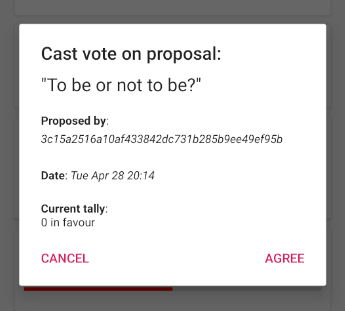 Cast vote on proposal:
"To be or not to be?"
Proposed by:
3c15a2516a10af433842dc731b285b9ee49ef95b
Date: Tue Apr 28 20:14
Current tally:
0 in favour
CANCEL AGREE